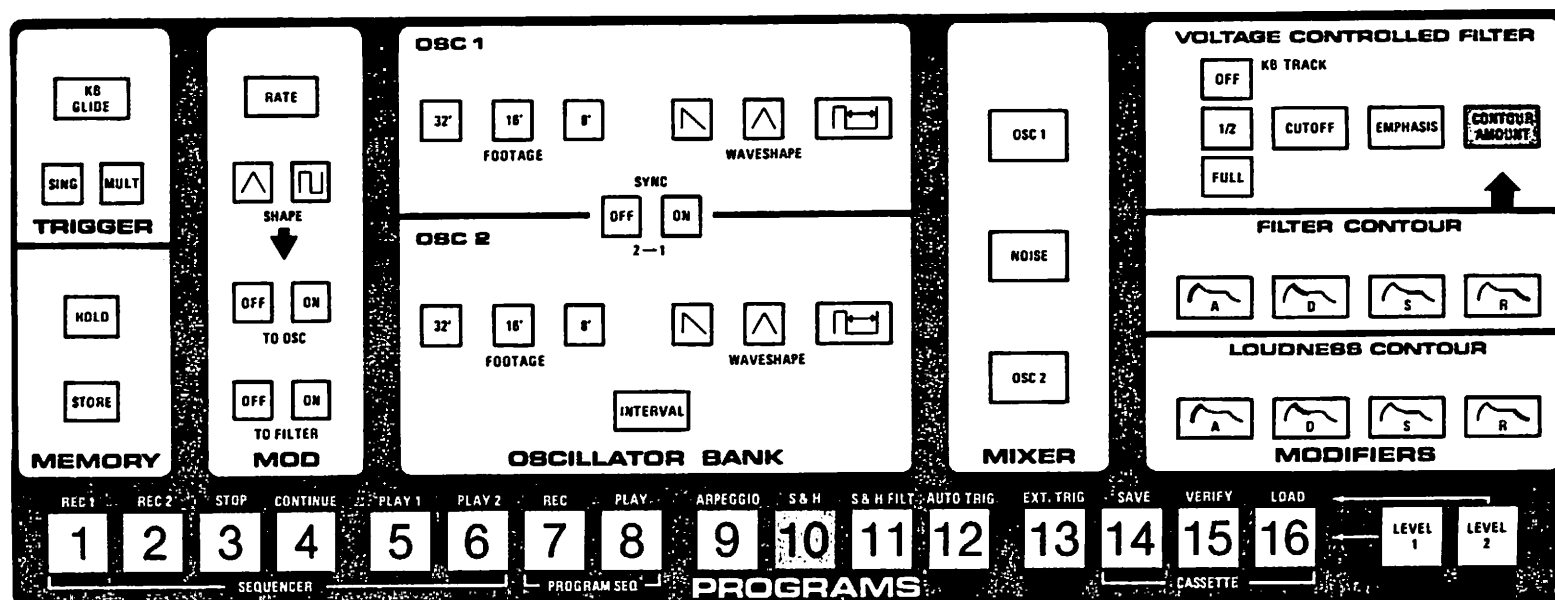 KB
GLIDE
SING MULT
TRIGGER
HOLD
STORE
MEMORY
RATE
SHAPE
OFF ON
TO OSC
OFF ON
TO FILTER
MOD
OSC 1
32' 16' 8'
FOOTAGE
WAVESHAPE
SYNC
OFF ON
2—1
OSC 2
32' 16' 8'
FOOTAGE
WAVESHAPE
INTERVAL
OSCILLATOR BANK
OSC 1
NOISE
OSC 2
MIXER
VOLTAGE CONTROLLED FILTER
OFF
KB TRACK
1/2
FULL
CUTOFF
EMPHASIS
CONTOUR
AMOUNT
FILTER CONTOUR
A D S R
LOUDNESS CONTOUR
A D S R
MODIFIERS
REC 1 REC 2 STOP CONTINUE PLAY 1 PLAY 2 REC PLAY ARPEGGIO S & H S & H FILT AUTO TRIG EXT. TRIG SAVE VERIFY LOAD
1 2 3 4 5 6 7 8 9 10 11 12 13 14 15 16
LEVEL
1
LEVEL
2
SEQUENCER
PROGRAM SEQ
PROGRAMS
CASSETTE